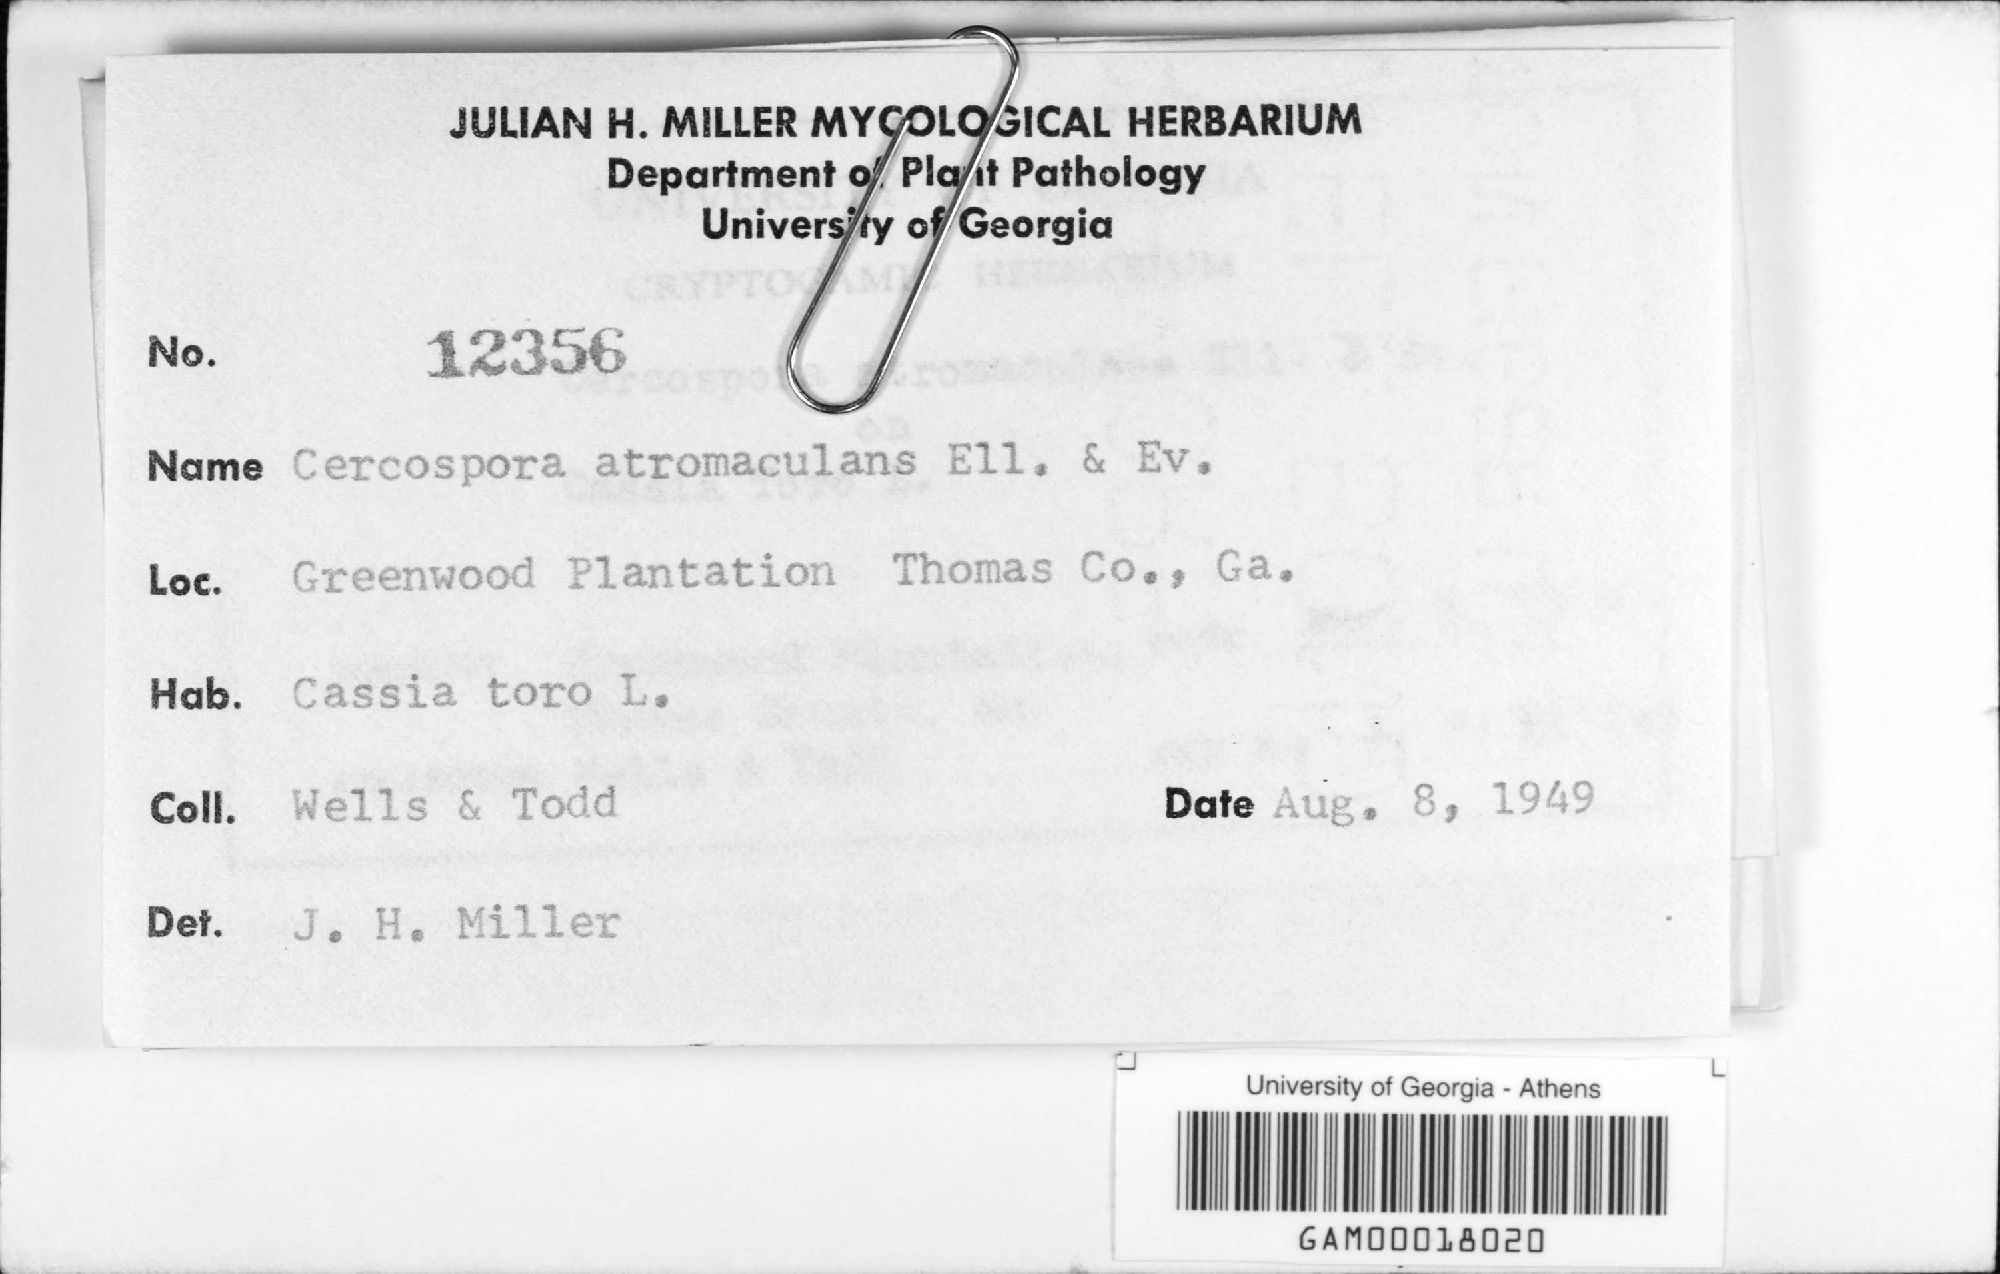 JULIAN H. MILLER MYCOLOGICAL HERBARIUM
Department of Plant Pathology
University of Georgia
No. 12356
Name Cercospora atromaculans Ell. & Ev.
Loc. Greenwood Plantation Thomas Co., Ga.
Hab. Cassia toro L.
Coll. Wells & Todd Date Aug. 8, 1949
Det. J. H. Miller
University of Georgia - Athens
GAM00018020